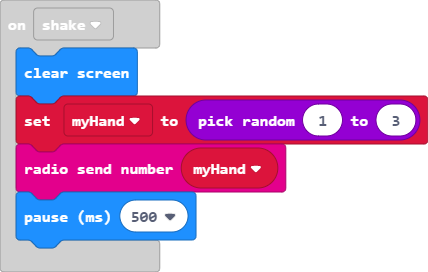 on shake
clear screen
set myHand to pick random 1 to 3
radio send number myHand
pause (ms) 500